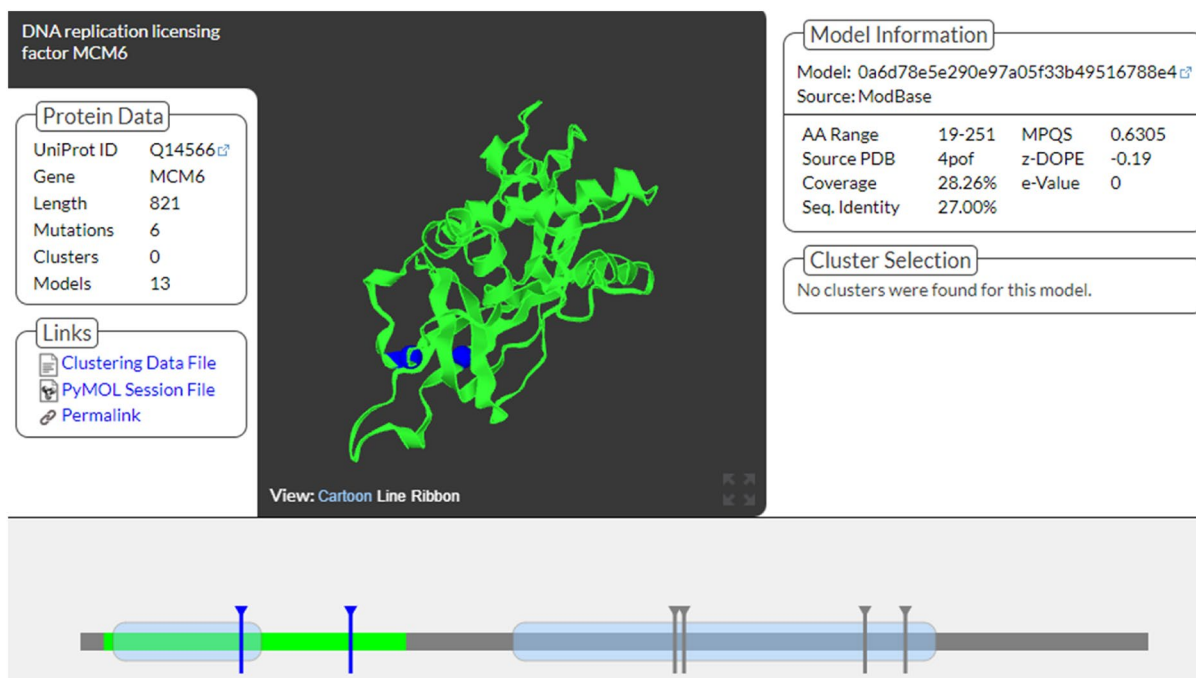 DNA replication licensing
factor MCM6
Protein Data
UniProt ID Q14566
Gene MCM6
Length 821
Mutations 6
Clusters 0
Models 13
Links
Clustering Data File
PyMOL Session File
Permalink
View: Cartoon Line Ribbon
Model Information
Model: 0a6d78e5e290e97a05f33b49516788e4
Source: ModBase
AA Range 19-251 MPQS 0.6305
Source PDB 4pof z-DOPE -0.19
Coverage 28.26% e-Value 0
Seq. Identity 27.00%
Cluster Selection
No clusters were found for this model.